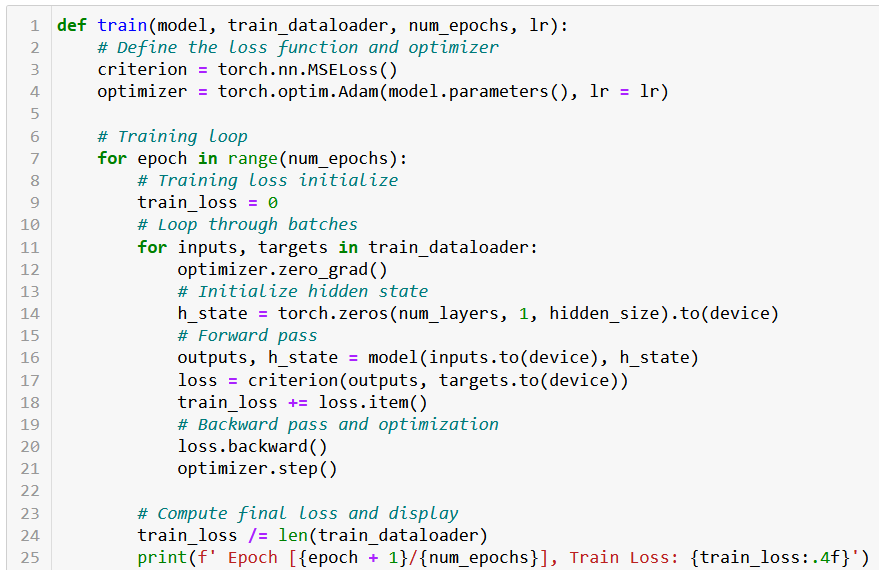 1 def train(model, train_dataloader, num_epochs, lr):
2     # Define the loss function and optimizer
3     criterion = torch.nn.MSELoss()
4     optimizer = torch.optim.Adam(model.parameters(), lr = lr)
5
6     # Training loop
7     for epoch in range(num_epochs):
8         # Training loss initialize
9         train_loss = 0
10         # Loop through batches
11         for inputs, targets in train_dataloader:
12             optimizer.zero_grad()
13             # Initialize hidden state
14             h_state = torch.zeros(num_layers, 1, hidden_size).to(device)
15             # Forward pass
16             outputs, h_state = model(inputs.to(device), h_state)
17             loss = criterion(outputs, targets.to(device))
18             train_loss += loss.item()
19             # Backward pass and optimization
20             loss.backward()
21             optimizer.step()
22
23         # Compute final loss and display
24         train_loss /= len(train_dataloader)
25         print(f' Epoch [{epoch + 1}/{num_epochs}], Train Loss: {train_loss:.4f}')